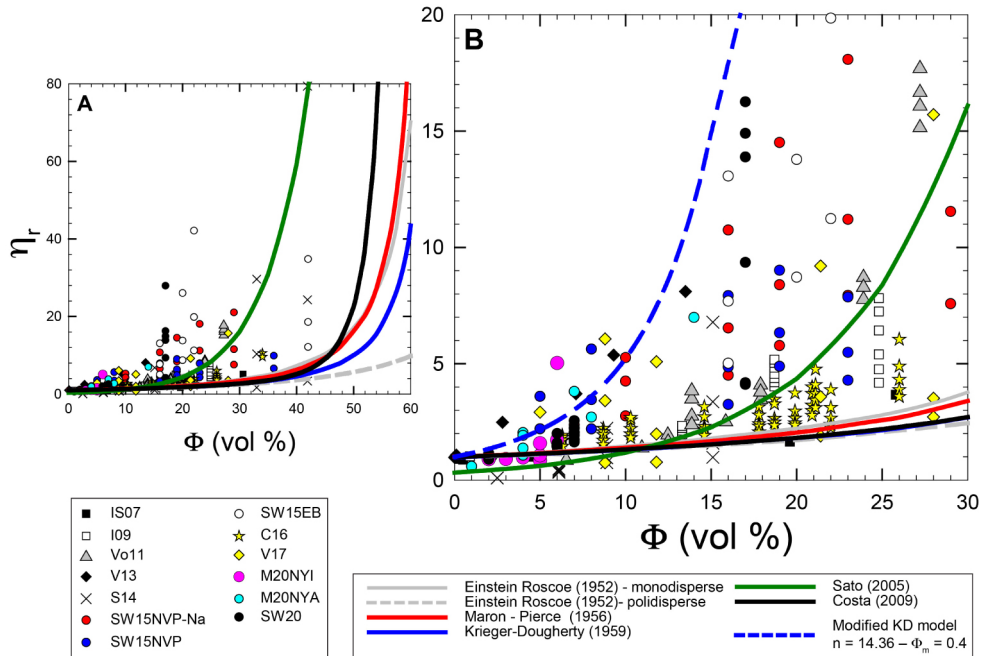 A
80
60
40
20
0
ηr
0 10 20 30 40 50 60
Φ (vol %)
B
20
15
10
5
0
0 5 10 15 20 25 30
Φ (vol %)
IS07
I09
Vo11
V13
S14
SW15NVP-Na
SW15NVP
SW15EB
C16
V17
M20NYI
M20NYA
SW20
Einstein Roscoe (1952) - monodisperse
Einstein Roscoe (1952)- polidisperse
Maron - Pierce (1956)
Krieger-Dougherty (1959)
Sato (2005)
Costa (2009)
Modified KD model
n = 14.36 – Φm = 0.4